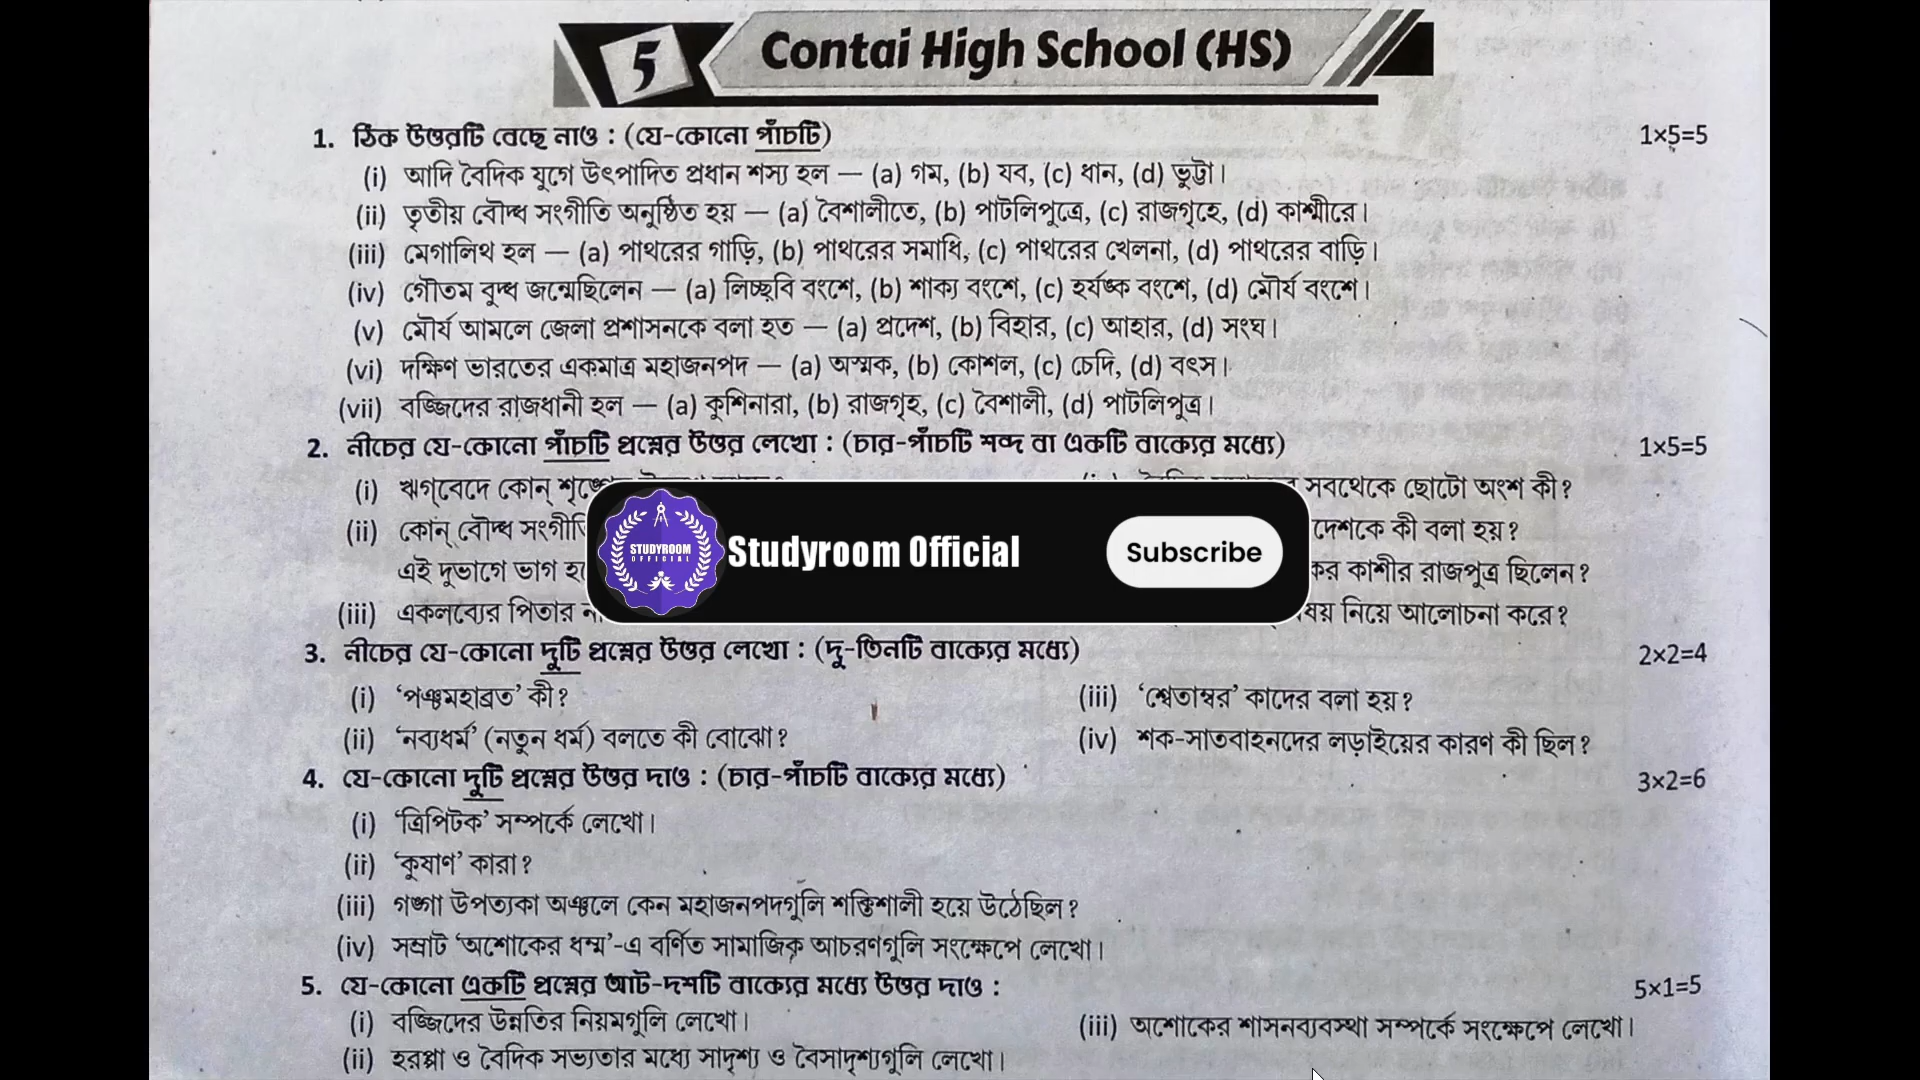 5 Contai High School (HS)
1. ঠিক উত্তরটি বেছে নাও : (যে-কোনো পাঁচটি) 1×5=5
(i) আদি বৈদিক যুগে উৎপাদিত প্রধান শস্য হল — (a) গম, (b) যব, (c) ধান, (d) ভুট্টা।
(ii) তৃতীয় বৌদ্ধ সংগীতি অনুষ্ঠিত হয় — (a) বৈশালীতে, (b) পাটলিপুত্রে, (c) রাজগৃহে, (d) কাশ্মীরে।
(iii) মেগালিথ হল — (a) পাথরের গাড়ি, (b) পাথরের সমাধি, (c) পাথরের খেলনা, (d) পাথরের বাড়ি।
(iv) গৌতম বুদ্ধ জন্মেছিলেন — (a) লিচ্ছবি বংশে, (b) শাক্য বংশে, (c) হর্যঙ্ক বংশে, (d) মৌর্য বংশে।
(v) মৌর্য আমলে জেলা প্রশাসনকে বলা হত — (a) প্রদেশ, (b) বিহার, (c) আহার, (d) সংঘ।
(vi) দক্ষিণ ভারতের একমাত্র মহাজনপদ — (a) অস্মক, (b) কোশল, (c) চেদি, (d) বৎস।
(vii) বজ্জিদের রাজধানী হল — (a) কুশিনারা, (b) রাজগৃহ, (c) বৈশালী, (d) পাটলিপুত্র।
2. নীচের যে-কোনো পাঁচটি প্রশ্নের উত্তর লেখো : (চার-পাঁচটি শব্দ বা একটি বাক্যের মধ্যে) 1×5=5
(i) ঋগ্‌বেদে কোন্ সবথেকে ছোটো অংশ কী?
(ii) কোন্ বৌদ্ধ দেশকে কী বলা হয়?
এই দুভাগে ভাগ কাশীর রাজপুত্র ছিলেন?
(iii) একলব্যের পিতার নিয়ে আলোচনা করে?
Studyroom Official Subscribe
STUDYROOM
OFFICIAL
3. নীচের যে-কোনো দুটি প্রশ্নের উত্তর লেখো : (দু-তিনটি বাক্যের মধ্যে) 2×2=4
(i) ‘পঞ্চমহাব্রত’ কী? (iii) ‘শ্বেতাম্বর’ কাদের বলা হয়?
(ii) ‘নব্যধর্ম’ (নতুন ধর্ম) বলতে কী বোঝো? (iv) শক-সাতবাহনদের লড়াইয়ের কারণ কী ছিল?
4. যে-কোনো দুটি প্রশ্নের উত্তর দাও : (চার-পাঁচটি বাক্যের মধ্যে) 3×2=6
(i) ‘ত্রিপিটক’ সম্পর্কে লেখো।
(ii) ‘কুষাণ’ কারা?
(iii) গঙ্গা উপত্যকা অঞ্চলে কেন মহাজনপদগুলি শক্তিশালী হয়ে উঠেছিল?
(iv) সম্রাট ‘অশোকের ধম্ম’-এ বর্ণিত সামাজিক আচরণগুলি সংক্ষেপে লেখো।
5. যে-কোনো একটি প্রশ্নের আট-দশটি বাক্যের মধ্যে উত্তর দাও : 5×1=5
(i) বজ্জিদের উন্নতির নিয়মগুলি লেখো। (iii) অশোকের শাসনব্যবস্থা সম্পর্কে সংক্ষেপে লেখো।
(ii) হরপ্পা ও বৈদিক সভ্যতার মধ্যে সাদৃশ্য ও বৈসাদৃশ্যগুলি লেখো।